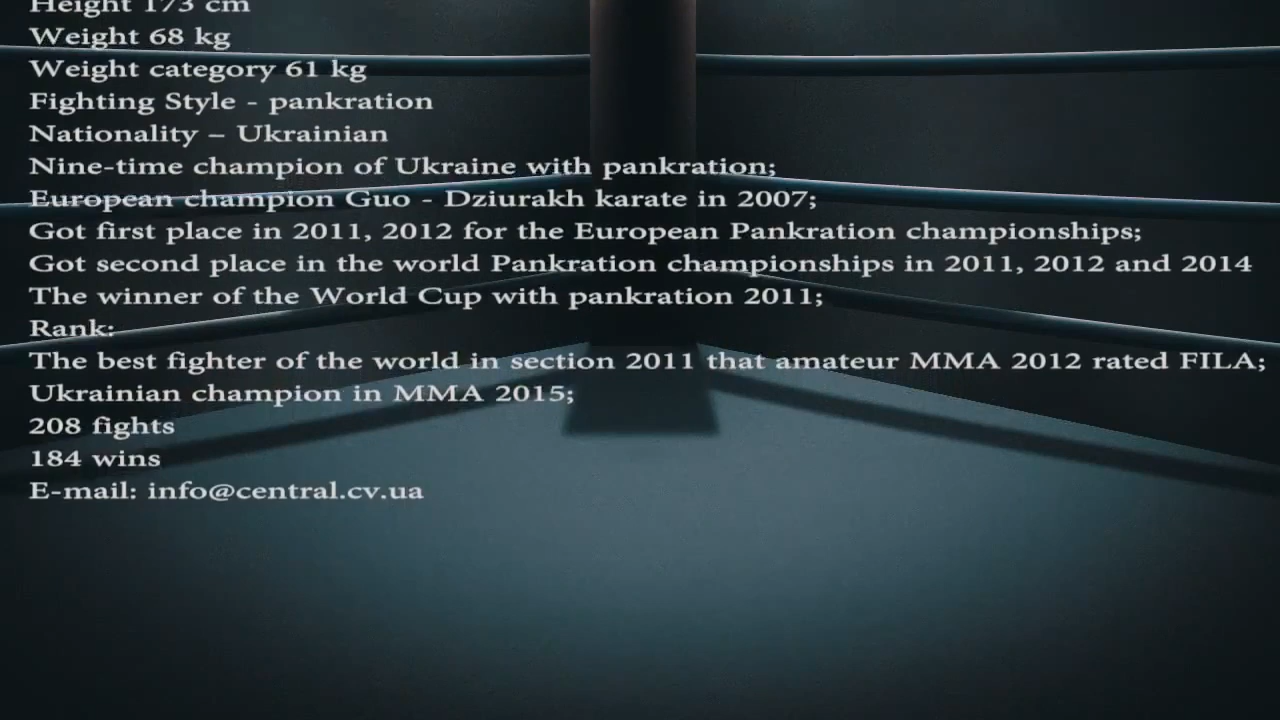 Height 173 cm
Weight 68 kg
Weight category 61 kg
Fighting Style - pankration
Nationality – Ukrainian
Nine-time champion of Ukraine with pankration;
European champion Guo - Dziurakh karate in 2007;
Got first place in 2011, 2012 for the European Pankration championships;
Got second place in the world Pankration championships in 2011, 2012 and 2014
The winner of the World Cup with pankration 2011;
Rank:
The best fighter of the world in section 2011 that amateur MMA 2012 rated FILA;
Ukrainian champion in MMA 2015;
208 fights
184 wins
E-mail: info@central.cv.ua